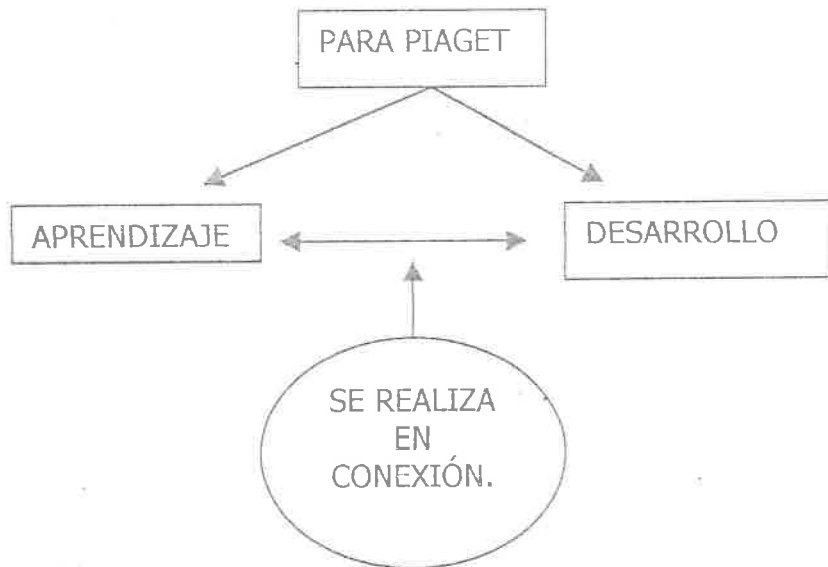 PARA PIAGET
APRENDIZAJE
DESARROLLO
SE REALIZA
EN
CONEXIÓN.